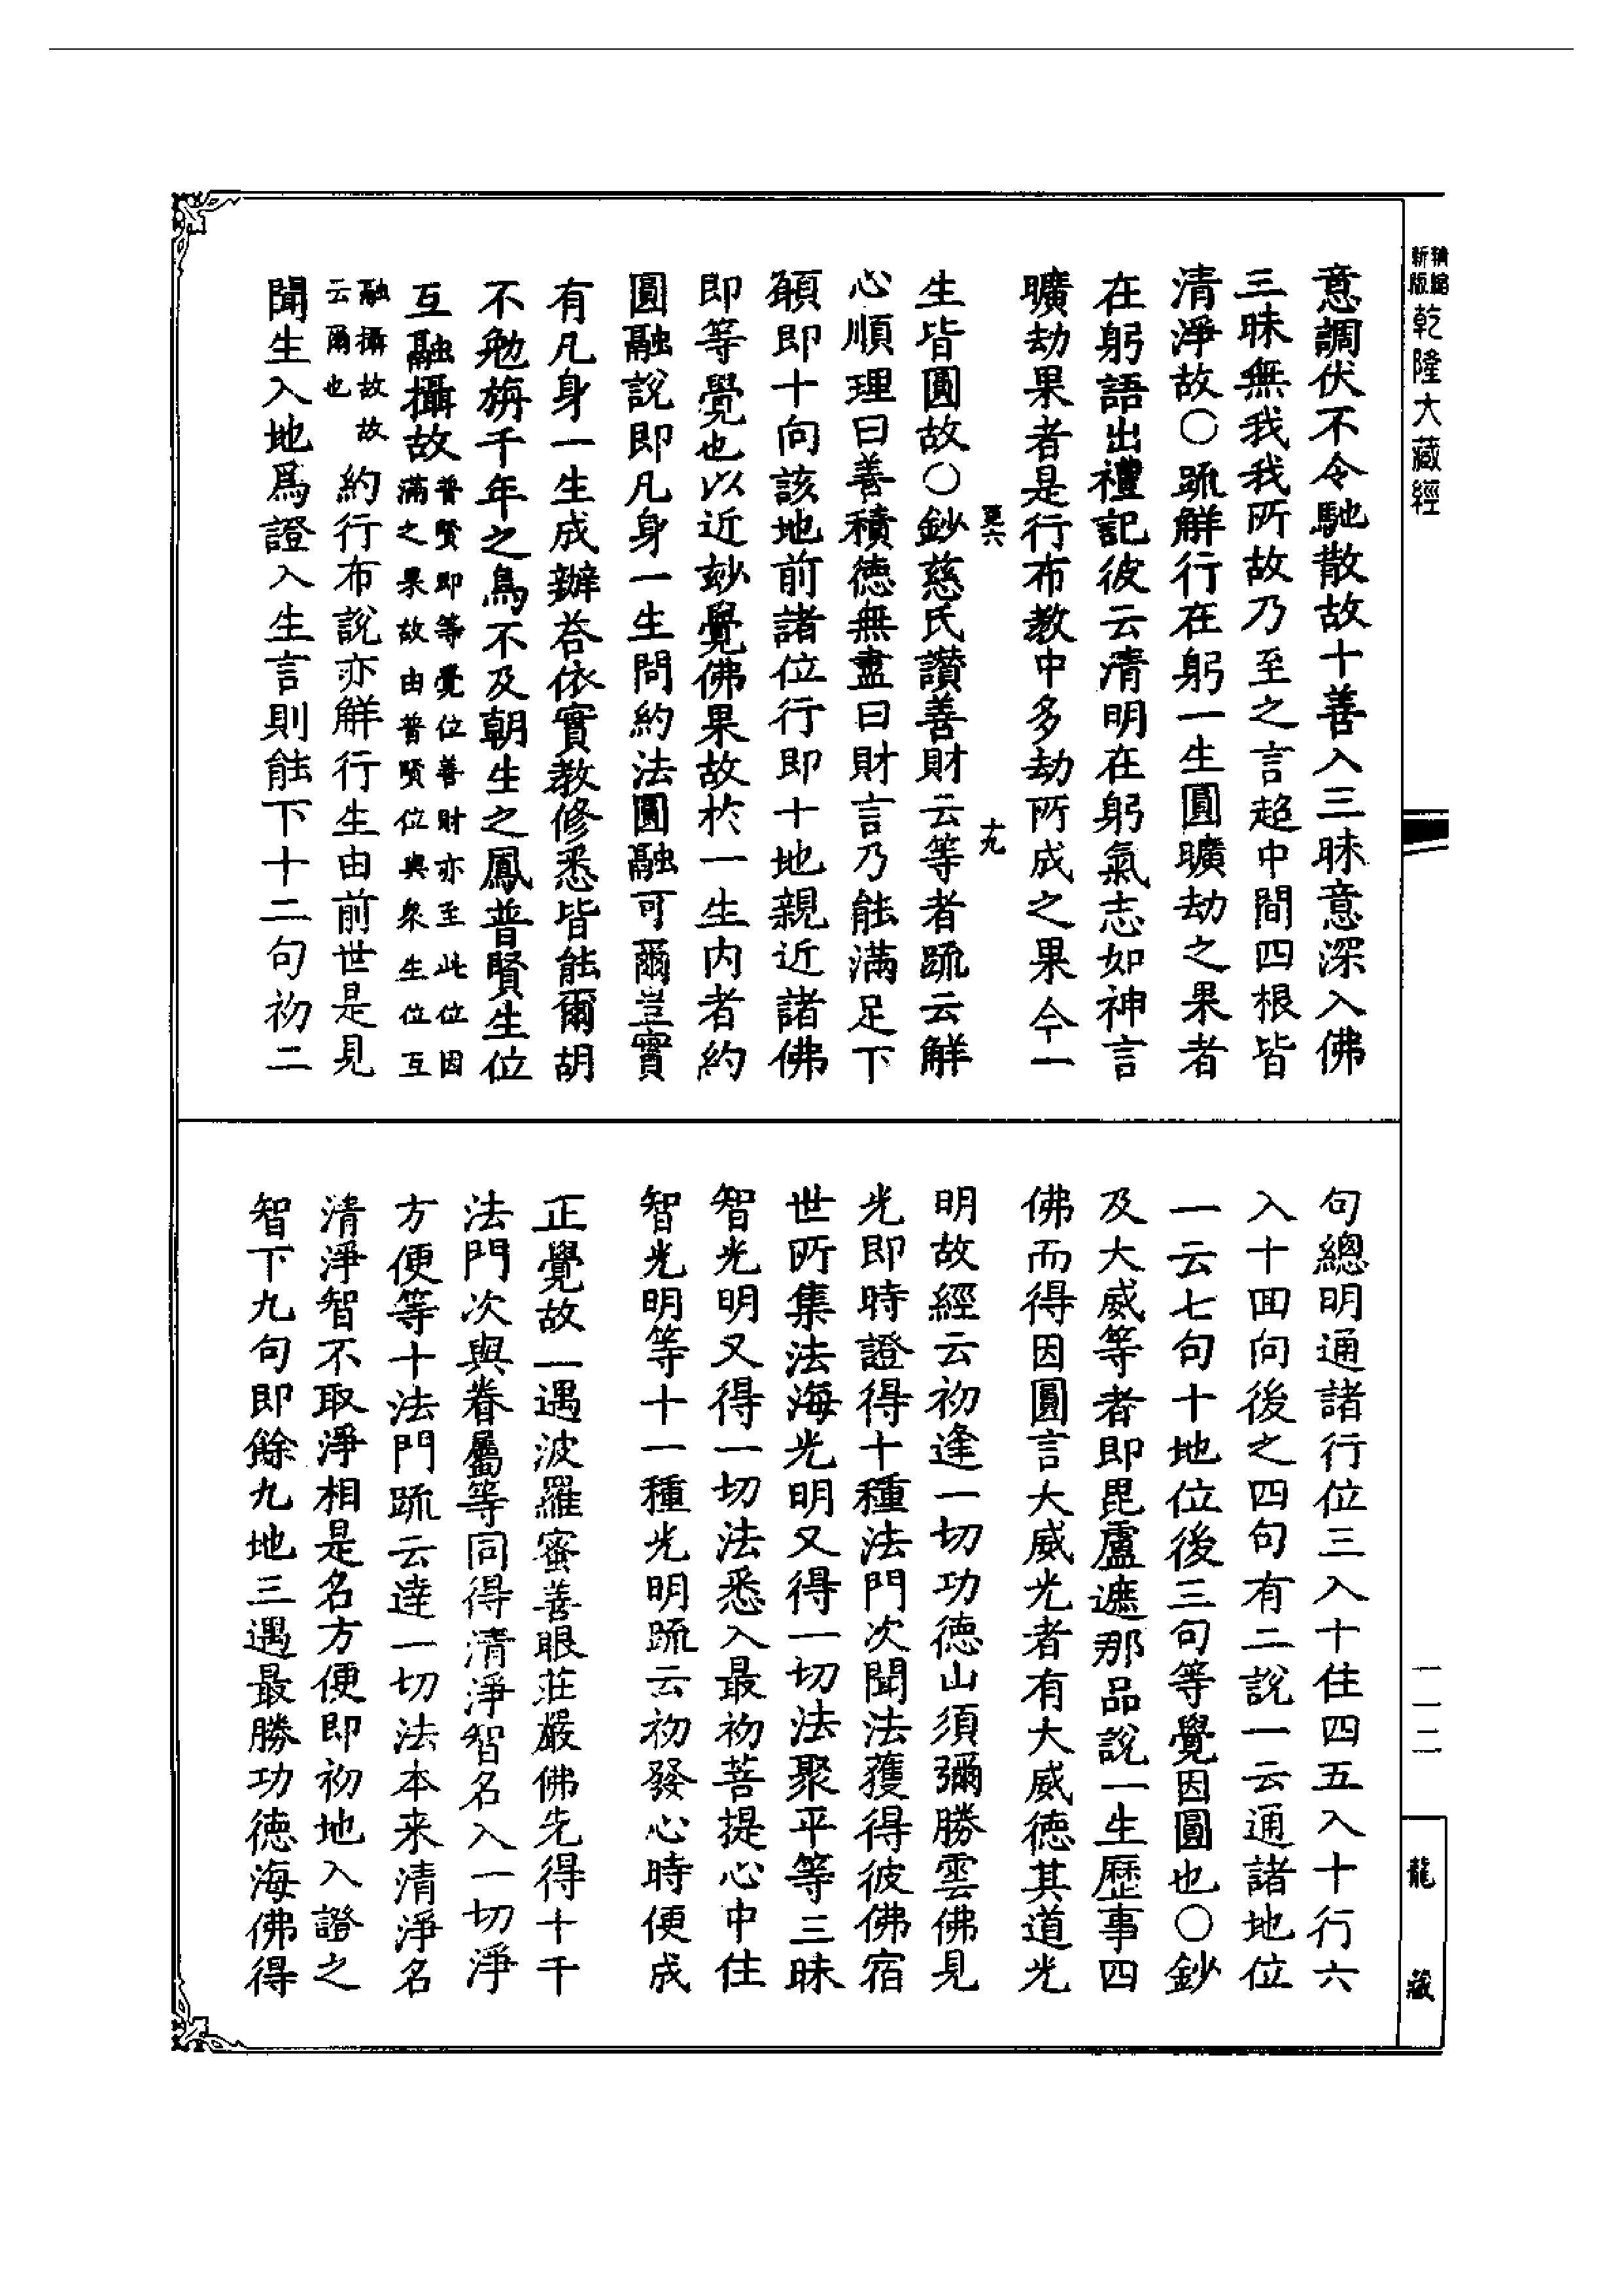 新版
精縮
乾隆大藏經
意調伏不令馳散故十善入三昧意深入佛
三昧無我我所故乃至之言超中間四根皆
清淨故○䟽解行在躬一生圓曠劫之果者
在躬語出禮記彼云清明在躬氣志如神言
曠劫果者是行布教中多劫所成之果今一
更六
十九
生皆圓故○鈔慈氏讚善財云等者䟽云解
心順理曰善積德無盡曰財言乃能滿足下
願即十向該地前諸位行即十地親近諸佛
即等覺也以近玅覺佛果故於一生内者約
圓融說即凡身一生問約法圓融可爾豈實
有凡身一生成辦荅依實教修悉皆能爾胡
不勉旃千年之鳥不及朝生之鳳普賢生位
互融攝故普賢即等覺位善財亦至此位因
滿之果故由普賢位與衆生位互
融攝故故
云爾也
約行布說亦解行生由前世是見
聞生入地爲證入生言則能下十二句初二
句總明通諸行位三入十住四五入十行六
入十回向後之四句有二說一云通諸地位
一云七句十地位後三句等覺因圓也○鈔
及大威等者即毘盧遮那品說一生歷事四
佛而得因圓言大威光者有大威德其道光
明故經云初逢一切功德山須彌勝雲佛見
光即時證得十種法門次聞法獲得彼佛宿
世所集法海光明又得一切法聚平等三昧
智光明又得一切法悉入最初菩提心中住
智光明等十一種光明䟽云初發心時便成
正覺故一遇波羅蜜善眼莊嚴佛先得十千
法門次與眷屬等同得清淨智名入一切淨
方便等十法門䟽云達一切法本来清淨名
清淨智不取淨相是名方便即初地入證之
智下九句即餘九地三遇最勝功德海佛得
一一二
龍藏